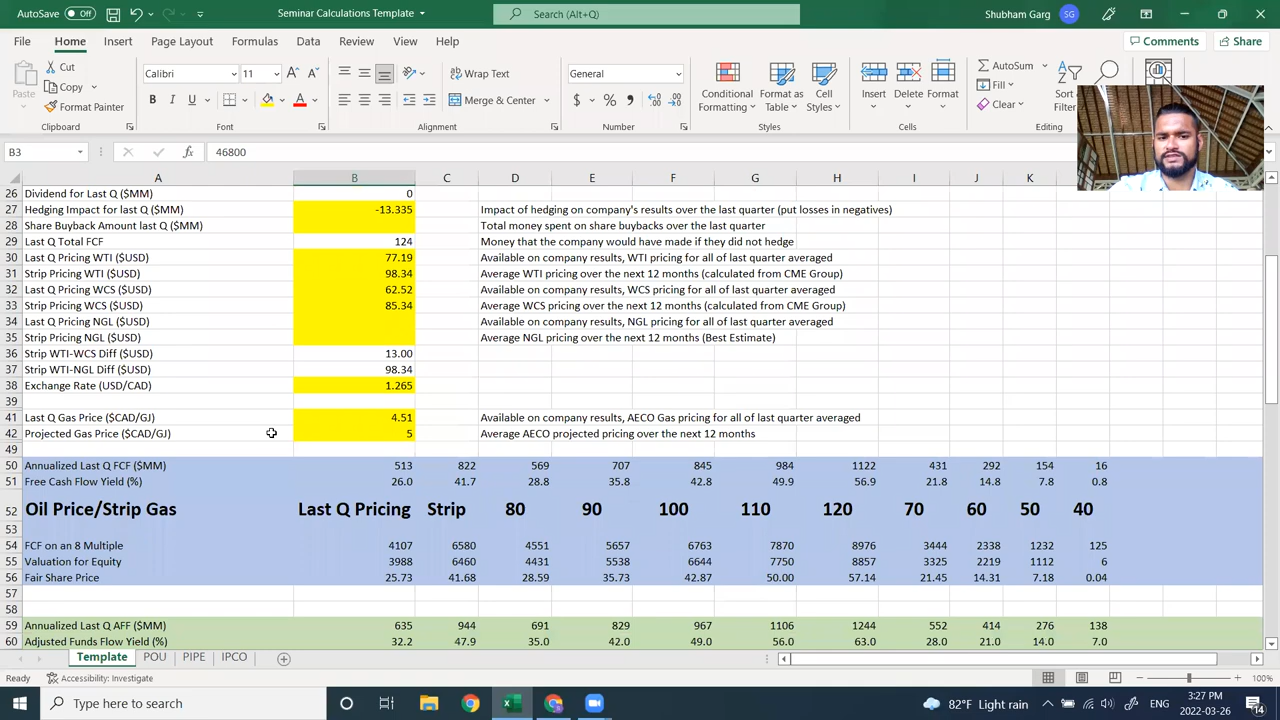 AutoSave Off Seminar Calculations Template Search (Alt+Q) Shubham Garg SG
File Home Insert Page Layout Formulas Data Review View Help Comments Share
Paste Cut Copy Format Painter Clipboard
Calibri 11 B I U Font
Wrap Text Merge & Center Alignment
General $ % Number
Conditional Formatting Format as Table Cell Styles Styles
Insert Delete Format Cells
AutoSum Fill Clear Sort Editing
B3 fx 46800
A B C D E F G H I J K
26 Dividend for Last Q ($MM) 0
27 Hedging Impact for last Q ($MM) -13.335 Impact of hedging on company's results over the last quarter (put losses in negatives)
28 Share Buyback Amount last Q ($MM) Total money spent on share buybacks over the last quarter
29 Last Q Total FCF 124 Money that the company would have made if they did not hedge
30 Last Q Pricing WTI ($USD) 77.19 Available on company results, WTI pricing for all of last quarter averaged
31 Strip Pricing WTI ($USD) 98.34 Average WTI pricing over the next 12 months (calculated from CME Group)
32 Last Q Pricing WCS ($USD) 62.52 Available on company results, WCS pricing for all of last quarter averaged
33 Strip Pricing WCS ($USD) 85.34 Average WCS pricing over the next 12 months (calculated from CME Group)
34 Last Q Pricing NGL ($USD) Available on company results, NGL pricing for all of last quarter averaged
35 Strip Pricing NGL ($USD) Average NGL pricing over the next 12 months (Best Estimate)
36 Strip WTI-WCS Diff ($USD) 13.00
37 Strip WTI-NGL Diff ($USD) 98.34
38 Exchange Rate (USD/CAD) 1.265
39
41 Last Q Gas Price ($CAD/GJ) 4.51 Available on company results, AECO Gas pricing for all of last quarter averaged
42 Projected Gas Price ($CAD/GJ) 5 Average AECO projected pricing over the next 12 months
49
50 Annualized Last Q FCF ($MM) 513 822 569 707 845 984 1122 431 292 154 16
51 Free Cash Flow Yield (%) 26.0 41.7 28.8 35.8 42.8 49.9 56.9 21.8 14.8 7.8 0.8
52 Oil Price/Strip Gas Last Q Pricing Strip 80 90 100 110 120 70 60 50 40
53
54 FCF on an 8 Multiple 4107 6580 4551 5657 6763 7870 8976 3444 2338 1232 125
55 Valuation for Equity 3988 6460 4431 5538 6644 7750 8857 3325 2219 1112 6
56 Fair Share Price 25.73 41.68 28.59 35.73 42.87 50.00 57.14 21.45 14.31 7.18 0.04
57
58
59 Annualized Last Q AFF ($MM) 635 944 691 829 967 1106 1244 552 414 276 138
60 Adjusted Funds Flow Yield (%) 32.2 47.9 35.0 42.0 49.0 56.0 63.0 28.0 21.0 14.0 7.0
Template POU PIPE IPCO
Ready Accessibility: Investigate 100%
Type here to search 82°F Light rain ENG 3:27 PM 2022-03-26 14